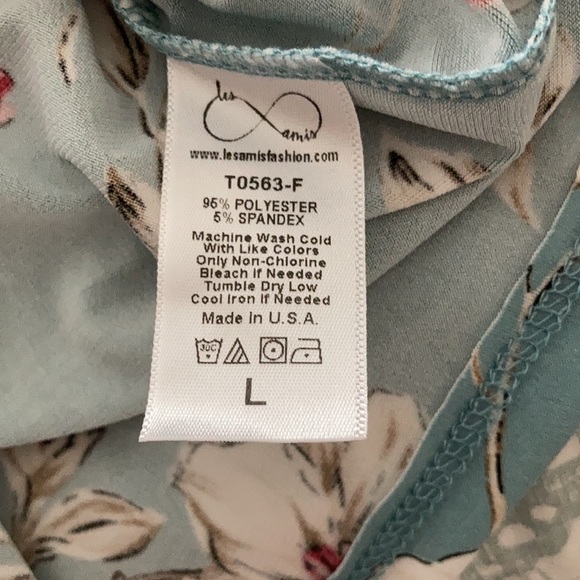 les
amis
www.lesamisfashion.com
T0563-F
95% POLYESTER
5% SPANDEX
Machine Wash Cold
With Like Colors
Only Non-Chlorine
Bleach If Needed
Tumble Dry Low
Cool Iron If Needed
Made In U.S.A.
30C
L